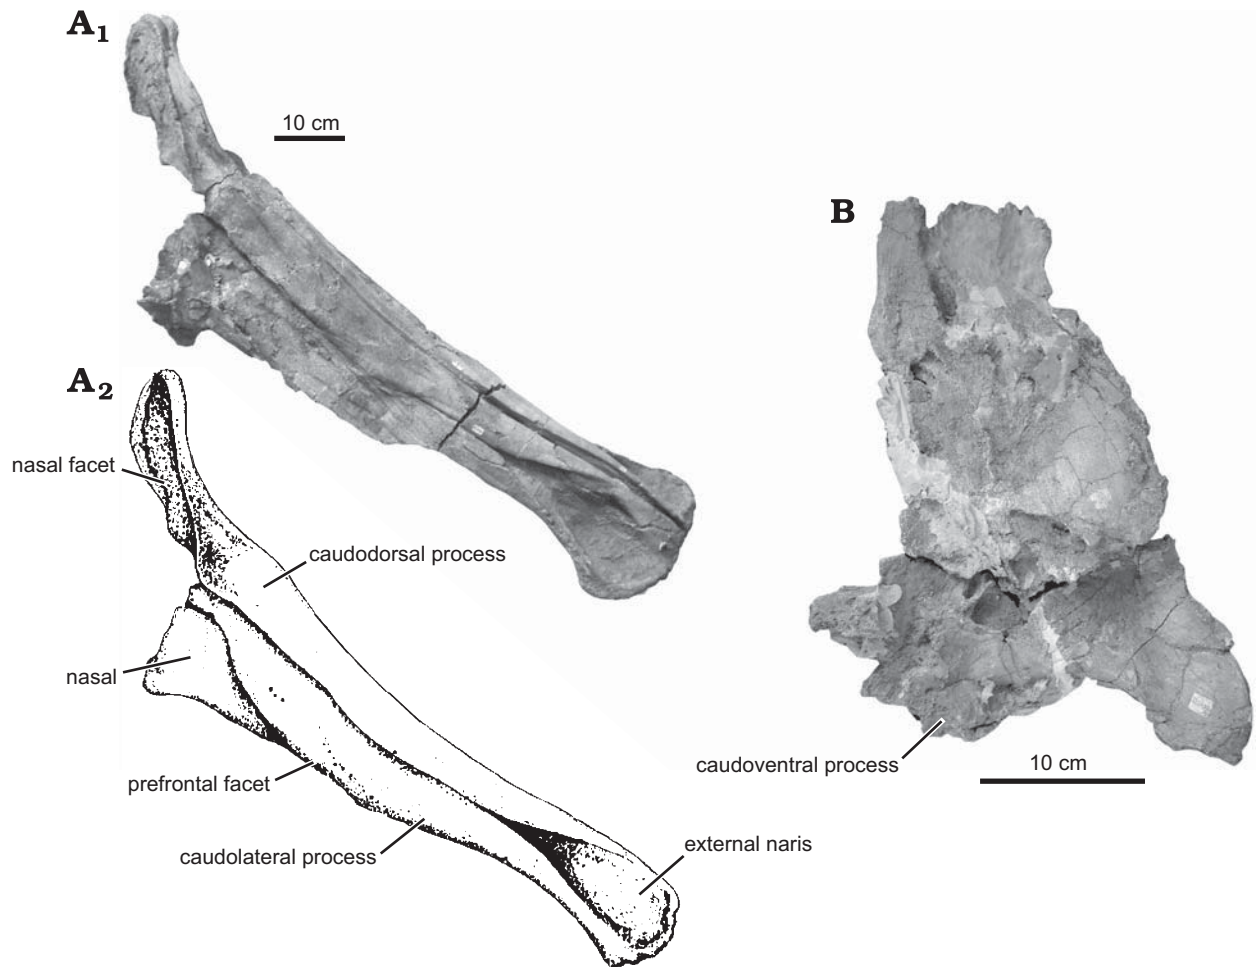 A1
10 cm
B
A2
nasal facet
caudodorsal process
nasal
caudoventral process
10 cm
prefrontal facet
external naris
caudolateral process